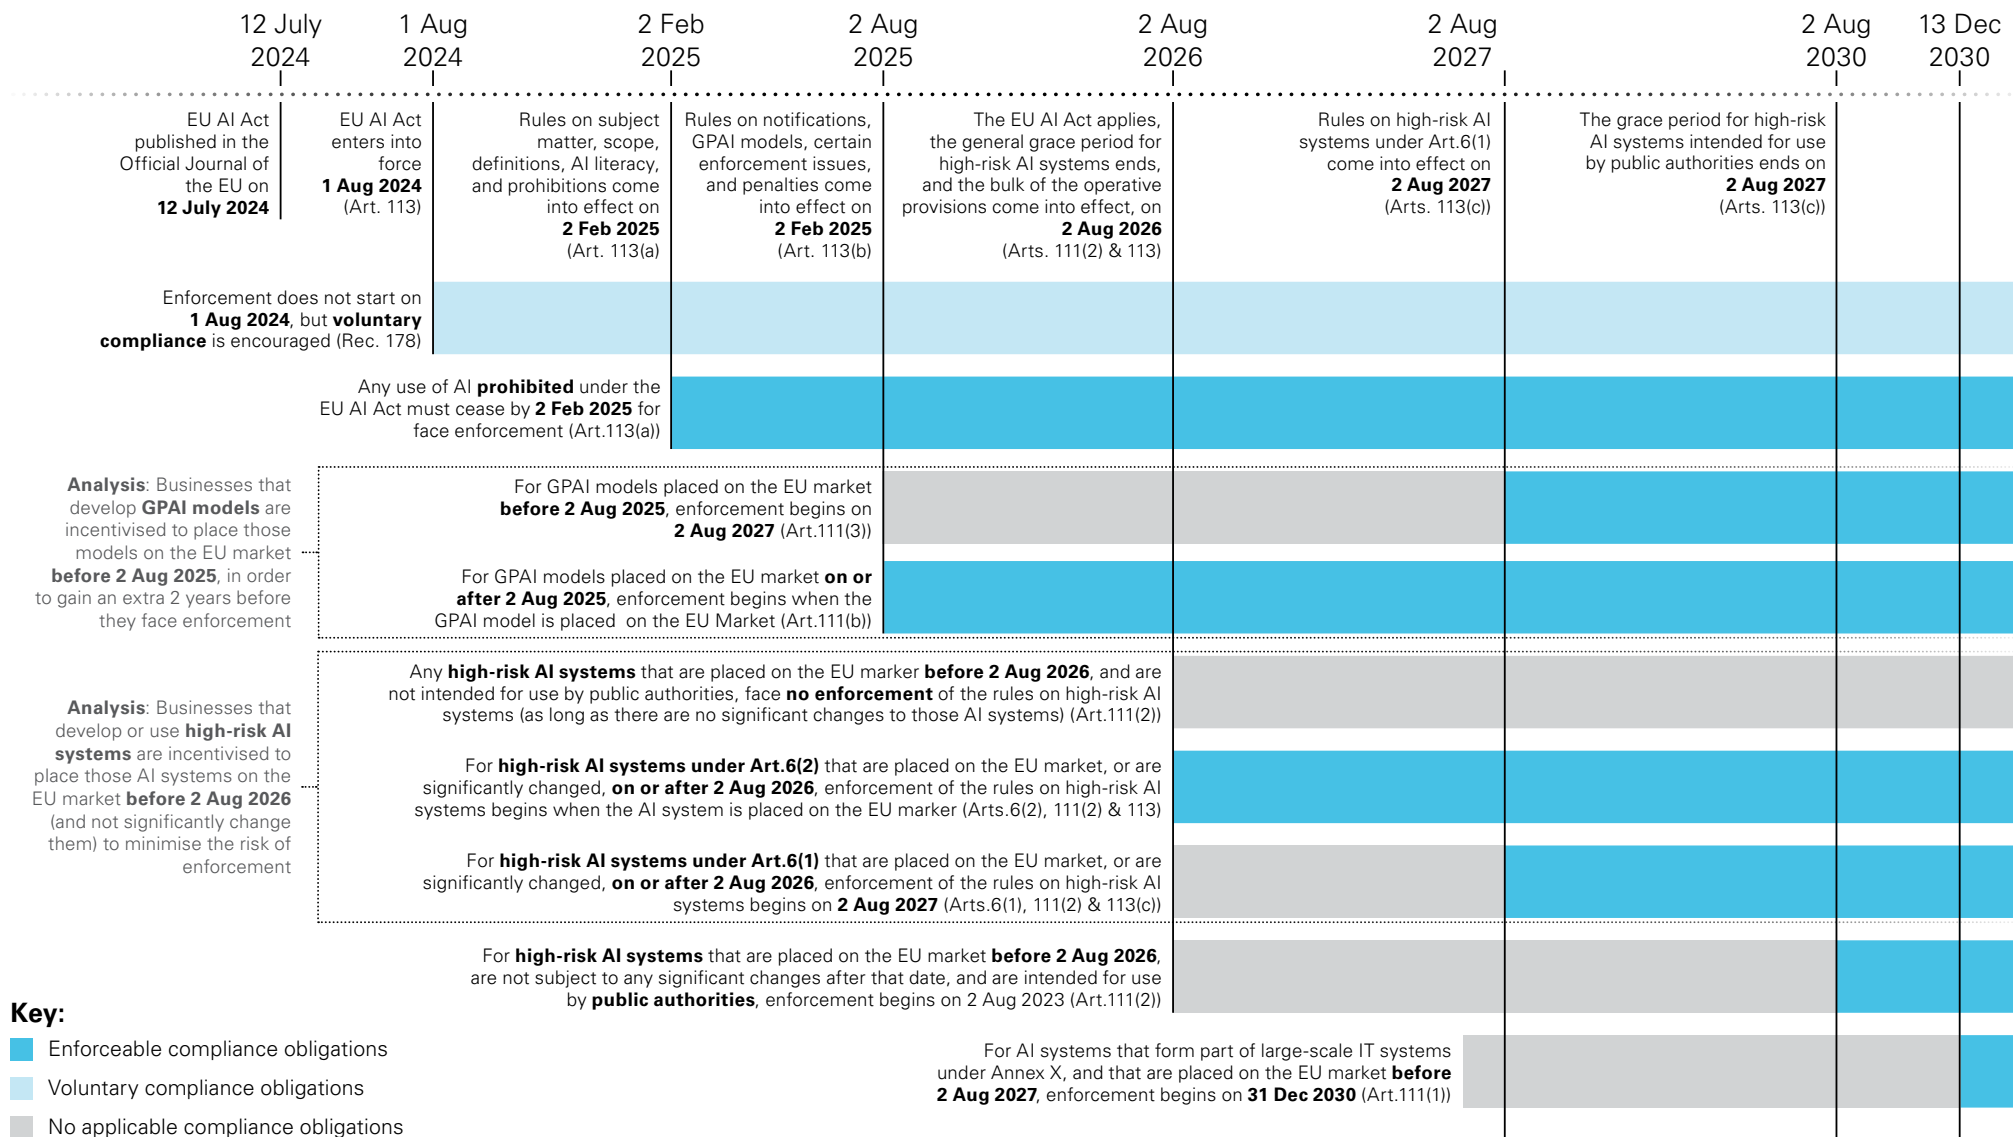 12 July
2024
1 Aug
2024
2 Feb
2025
2 Aug
2025
2 Aug
2026
2 Aug
2027
2 Aug
2030
13 Dec
2030
EU AI Act
published in the
Official Journal of
the EU on
12 July 2024
EU AI Act
enters into
force
1 Aug 2024
(Art. 113)
Rules on subject
matter, scope,
definitions, AI literacy,
and prohibitions come
into effect on
2 Feb 2025
(Art. 113(a)
Rules on notifications,
GPAI models, certain
enforcement issues,
and penalties come
into effect on
2 Feb 2025
(Art. 113(b)
The EU AI Act applies,
the general grace period for
high-risk AI systems ends,
and the bulk of the operative
provisions come into effect, on
2 Aug 2026
(Arts. 111(2) & 113)
Rules on high-risk AI
systems under Art.6(1)
come into effect on
2 Aug 2027
(Arts. 113(c))
The grace period for high-risk
AI systems intended for use
by public authorities ends on
2 Aug 2027
(Arts. 113(c))
Enforcement does not start on
1 Aug 2024, but voluntary
compliance is encouraged (Rec. 178)
Any use of AI prohibited under the
EU AI Act must cease by 2 Feb 2025 for
face enforcement (Art.113(a))
Analysis: Businesses that
develop GPAI models are
incentivised to place those
models on the EU market
before 2 Aug 2025, in order
to gain an extra 2 years before
they face enforcement
For GPAI models placed on the EU market
before 2 Aug 2025, enforcement begins on
2 Aug 2027 (Art.111(3))
For GPAI models placed on the EU market on or
after 2 Aug 2025, enforcement begins when the
GPAI model is placed on the EU Market (Art.111(b))
Analysis: Businesses that
develop or use high-risk AI
systems are incentivised to
place those AI systems on the
EU market before 2 Aug 2026
(and not significantly change
them) to minimise the risk of
enforcement
Any high-risk AI systems that are placed on the EU marker before 2 Aug 2026, and are
not intended for use by public authorities, face no enforcement of the rules on high-risk AI
systems (as long as there are no significant changes to those AI systems) (Art.111(2))
For high-risk AI systems under Art.6(2) that are placed on the EU market, or are
significantly changed, on or after 2 Aug 2026, enforcement of the rules on high-risk AI
systems begins when the AI system is placed on the EU marker (Arts.6(2), 111(2) & 113)
For high-risk AI systems under Art.6(1) that are placed on the EU market, or are
significantly changed, on or after 2 Aug 2026, enforcement of the rules on high-risk AI
systems begins on 2 Aug 2027 (Arts.6(1), 111(2) & 113(c))
For high-risk AI systems that are placed on the EU market before 2 Aug 2026,
are not subject to any significant changes after that date, and are intended for use
by public authorities, enforcement begins on 2 Aug 2023 (Art.111(2))
For AI systems that form part of large-scale IT systems
under Annex X, and that are placed on the EU market before
2 Aug 2027, enforcement begins on 31 Dec 2030 (Art.111(1))
Key:
Enforceable compliance obligations
Voluntary compliance obligations
No applicable compliance obligations